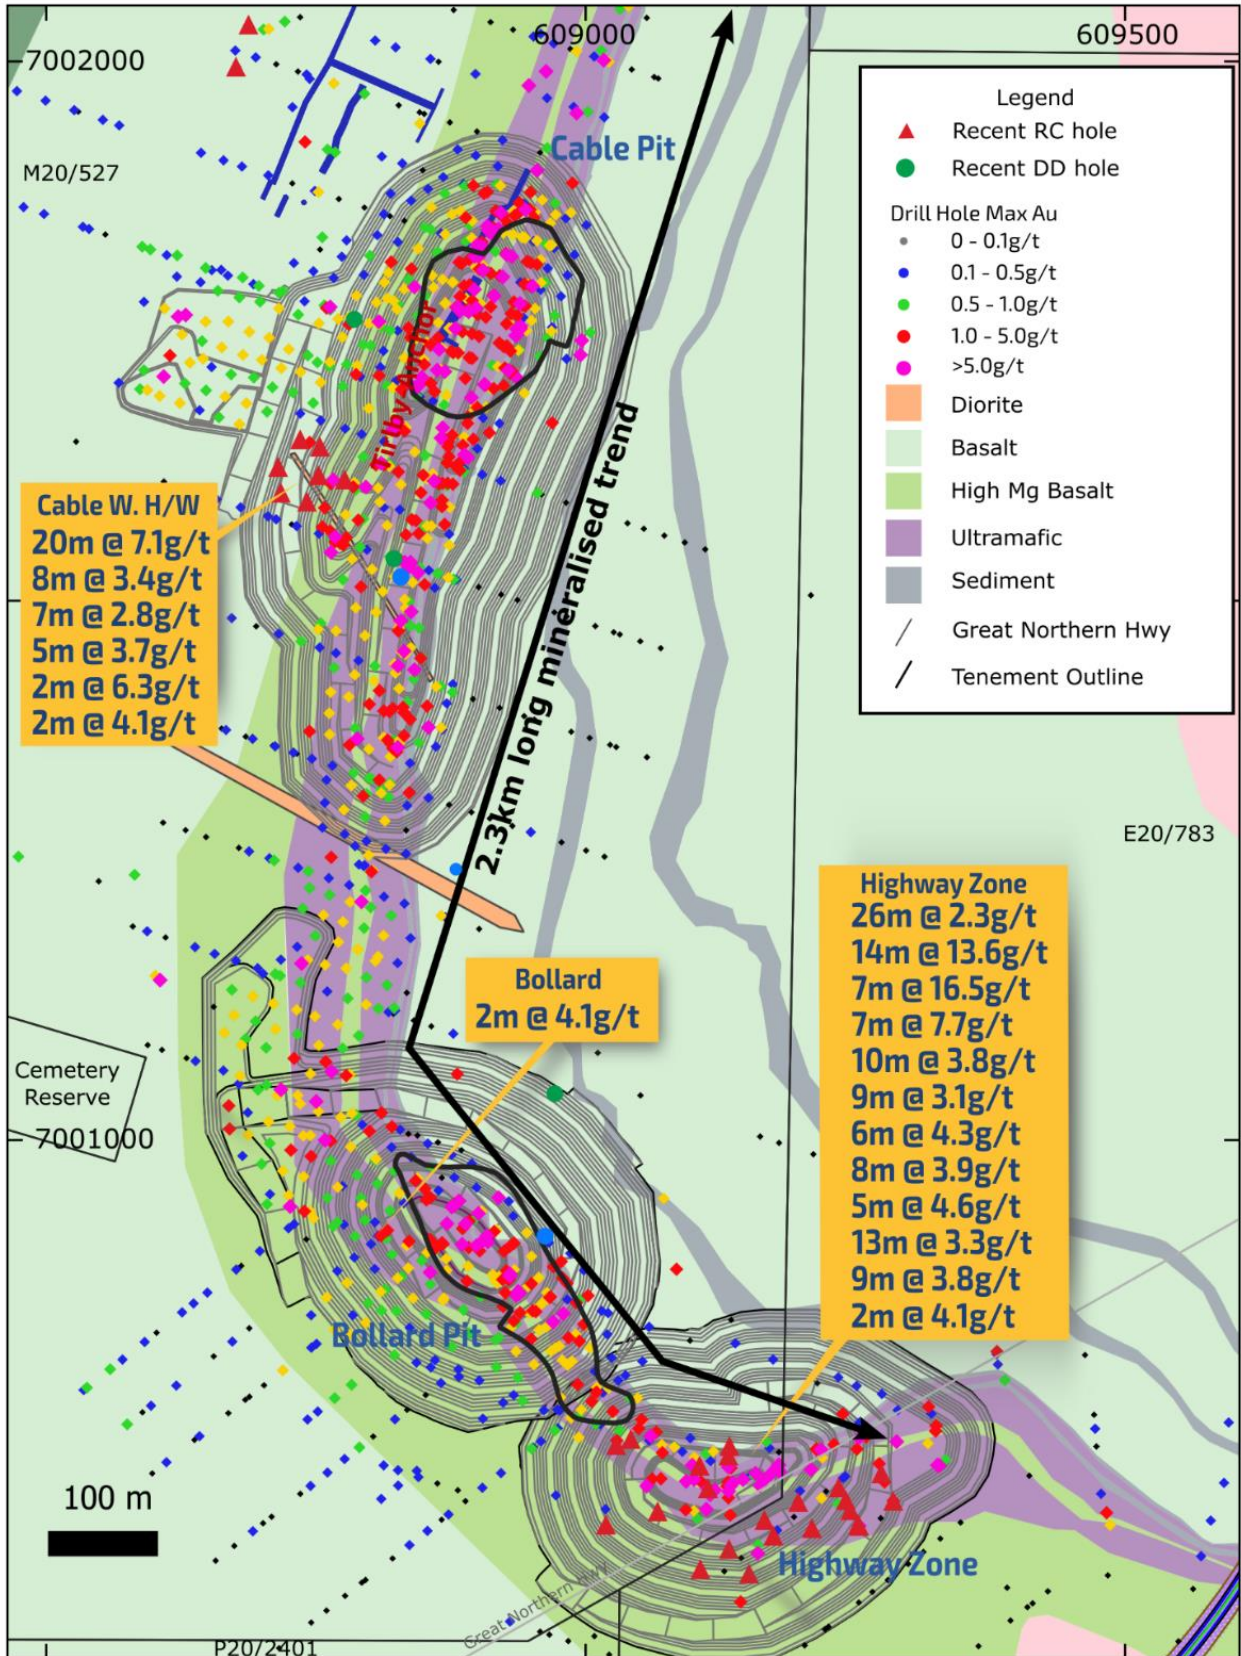 609000
609500
7002000
Legend
Recent RC hole
Recent DD hole
Drill Hole Max Au
0 - 0.1g/t
0.1 - 0.5g/t
0.5 - 1.0g/t
1.0 - 5.0g/t
>5.0g/t
Diorite
Basalt
High Mg Basalt
Ultramafic
Sediment
Great Northern Hwy
Tenement Outline
Cable Pit
M20/527
Tirlby Anchor
2.3km long mineralised trend
Cable W. H/W
20m @ 7.1g/t
8m @ 3.4g/t
7m @ 2.8g/t
5m @ 3.7g/t
2m @ 6.3g/t
2m @ 4.1g/t
E20/783
Highway Zone
26m @ 2.3g/t
14m @ 13.6g/t
7m @ 16.5g/t
7m @ 7.7g/t
10m @ 3.8g/t
9m @ 3.1g/t
6m @ 4.3g/t
8m @ 3.9g/t
5m @ 4.6g/t
13m @ 3.3g/t
9m @ 3.8g/t
2m @ 4.1g/t
Bollard
2m @ 4.1g/t
Cemetery
Reserve
7001000
Bollard Pit
100 m
Highway Zone
Great Northern Hwy
P20/2401